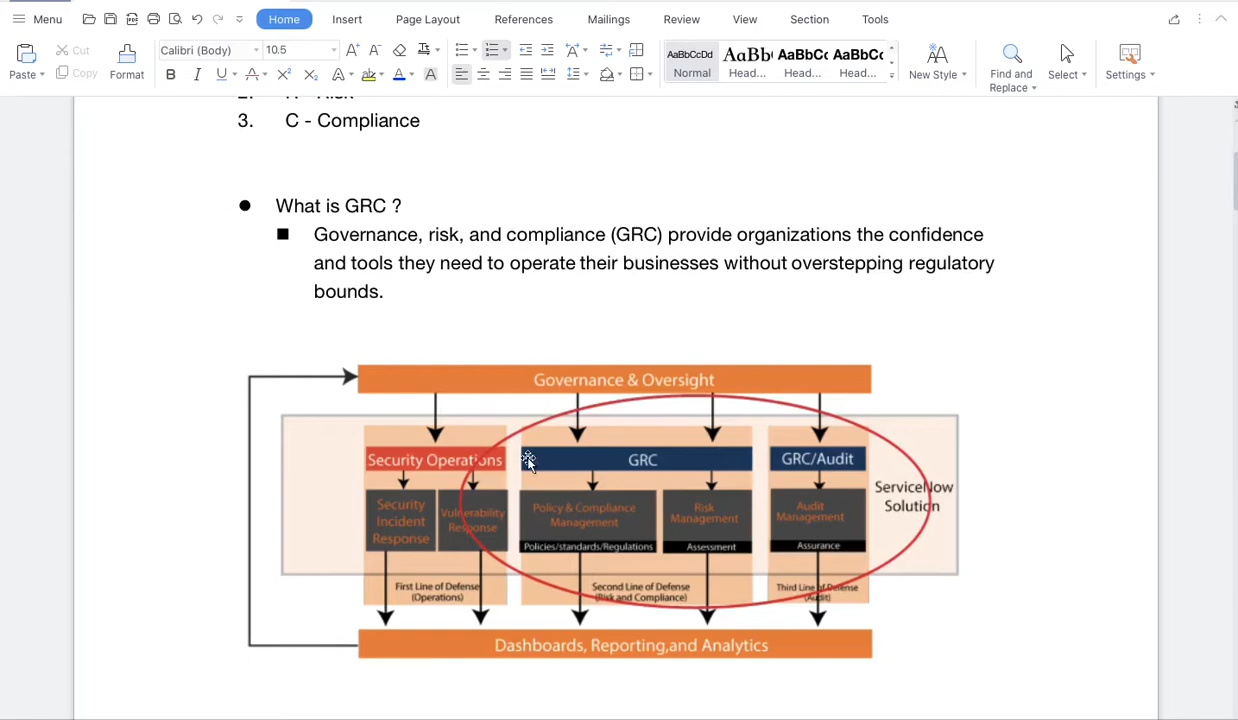 Menu
Home
Insert
Page Layout
References
Mailings
Review
View
Section
Tools
Paste
Cut
Copy
Format
Calibri (Body)
10.5
AaBbCcDd
Normal
AaBb
Head...
AaBbCc
Head...
AaBbCc
Head...
New Style
Find and
Replace
Select
Settings
3. C - Compliance
● What is GRC ?
■ Governance, risk, and compliance (GRC) provide organizations the confidence
and tools they need to operate their businesses without overstepping regulatory
bounds.
Governance & Oversight
Security Operations
GRC
GRC/Audit
Security
Incident
Response
Vulnerability
Response
Policy & Compliance
Management
Policies/standards/Regulations
Risk
Management
Assessment
Audit
Management
Assurance
ServiceNow
Solution
First Line of Defense
(Operations)
Second Line of Defense
(Risk and Compliance)
Third Line of Defense
(Audit)
Dashboards, Reporting,and Analytics